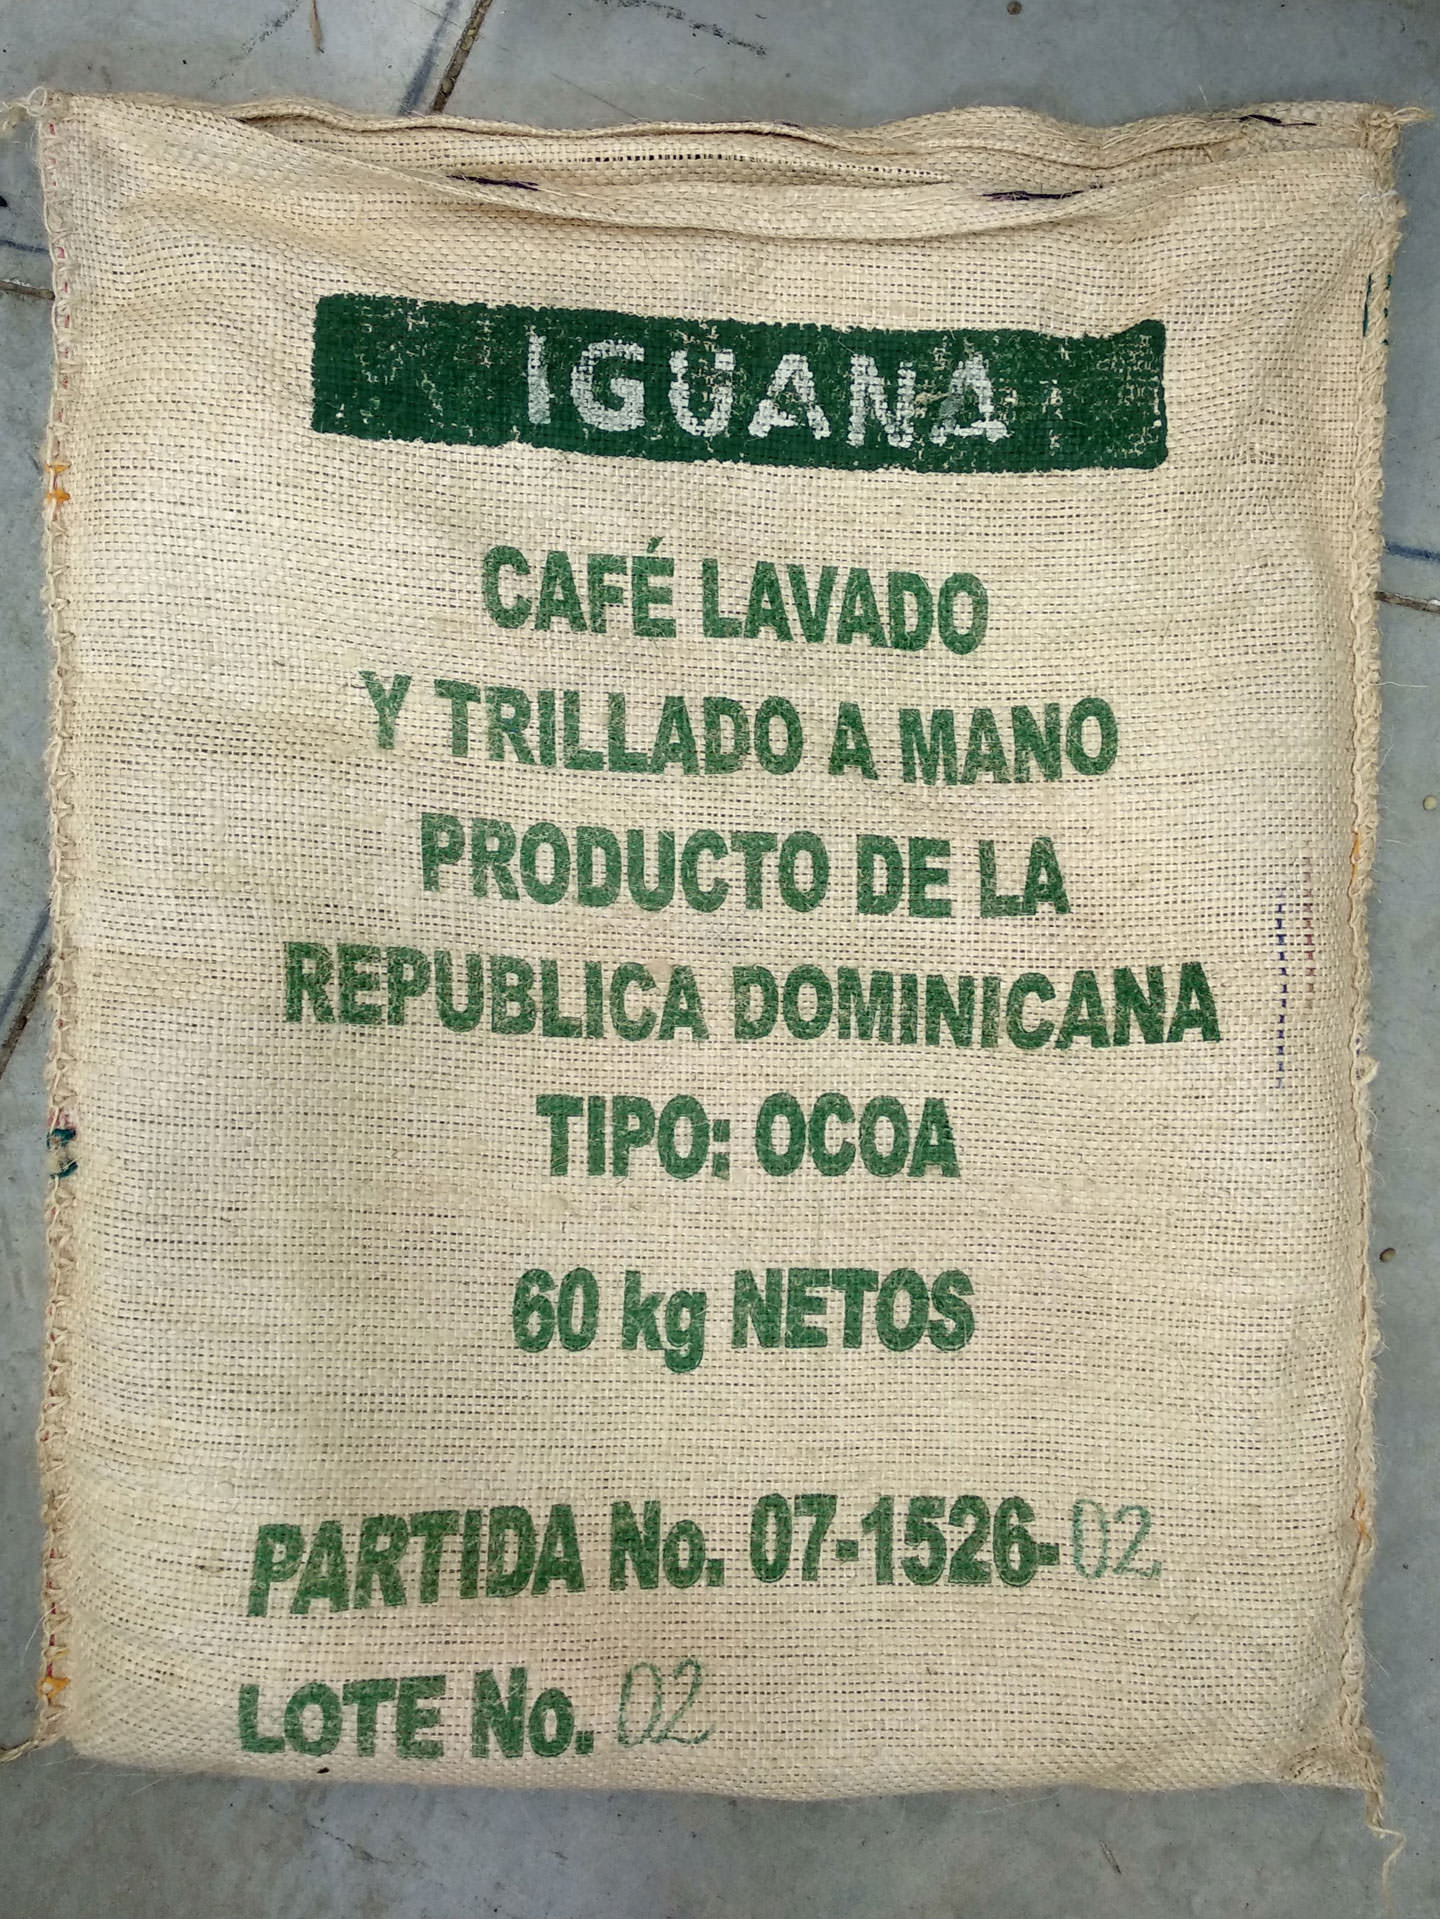 IGUANA
CAFÉ LAVADO
Y TRILLADO A MANO
PRODUCTO DE LA
REPUBLICA DOMINICANA
TIPO: OCOA
60 kg NETOS
PARTIDA No. 07-1526-02
LOTE No. 02